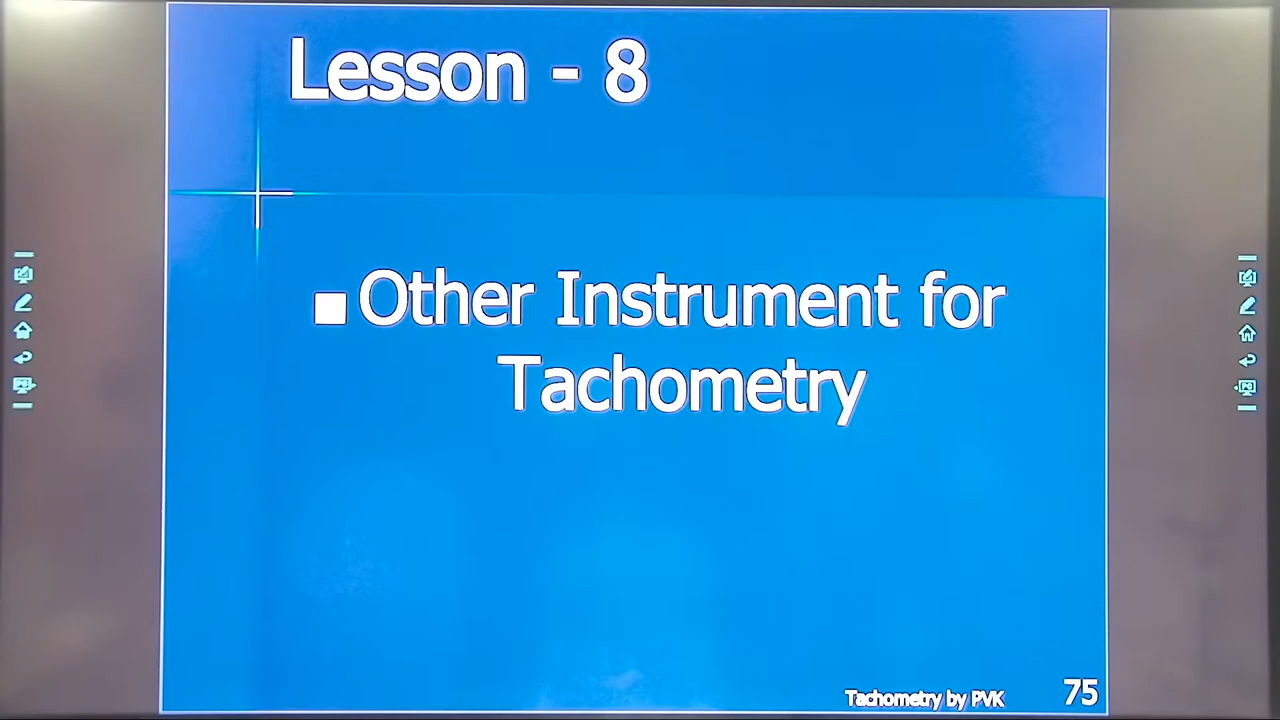 Lesson - 8
Other Instrument for
Tachometry
Tachometry by PVK
75